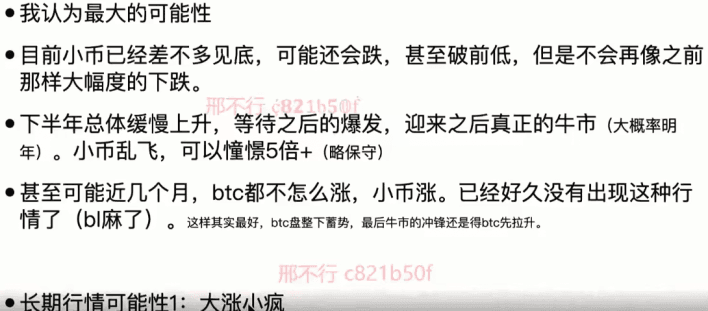 •我认为最大的可能性
•目前小币已经差不多见底，可能还会跌，甚至破前低，但是不会再像之前
那样大幅度的下跌。
邢不行 c821b50f
•下半年总体缓慢上升，等待之后的爆发，迎来之后真正的牛市（大概率明
年）。小币乱飞，可以憧憬5倍+（略保守）
•甚至可能近几个月，btc都不怎么涨，小币涨。已经好久没有出现这种行
情了（bl麻了）。这样其实最好，btc盘整下蓄势，最后牛市的冲锋还是得btc先拉升。
邢不行 c821b50f
•长期行情可能性1：大涨小疯